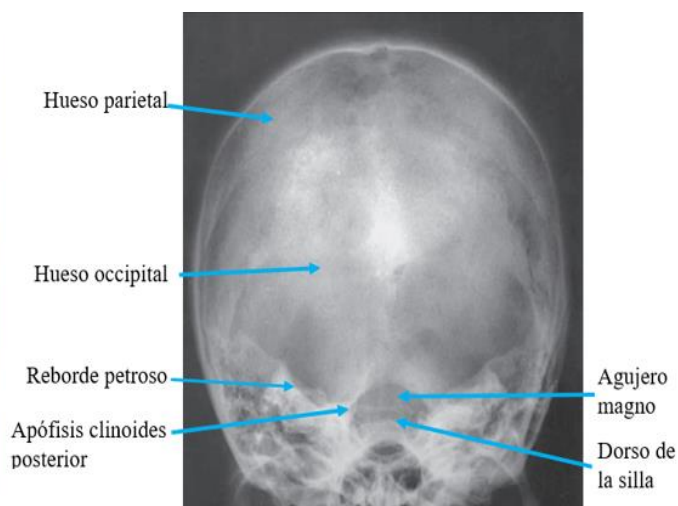 Hueso parietal
Hueso occipital
Reborde petroso
Apófisis clinoides
posterior
Agujero
magno
Dorso de
la silla